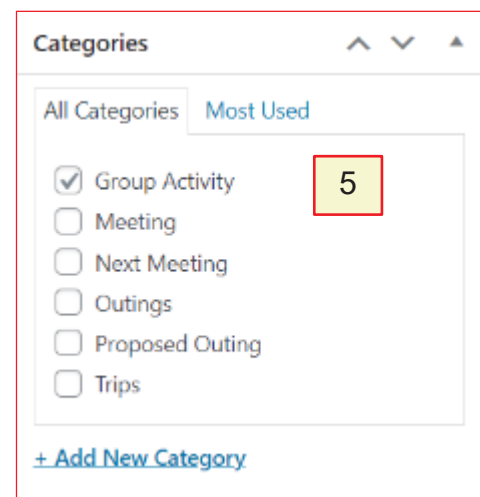 Categories
All Categories Most Used
Group Activity 5
Meeting
Next Meeting
Outings
Proposed Outing
Trips
+ Add New Category